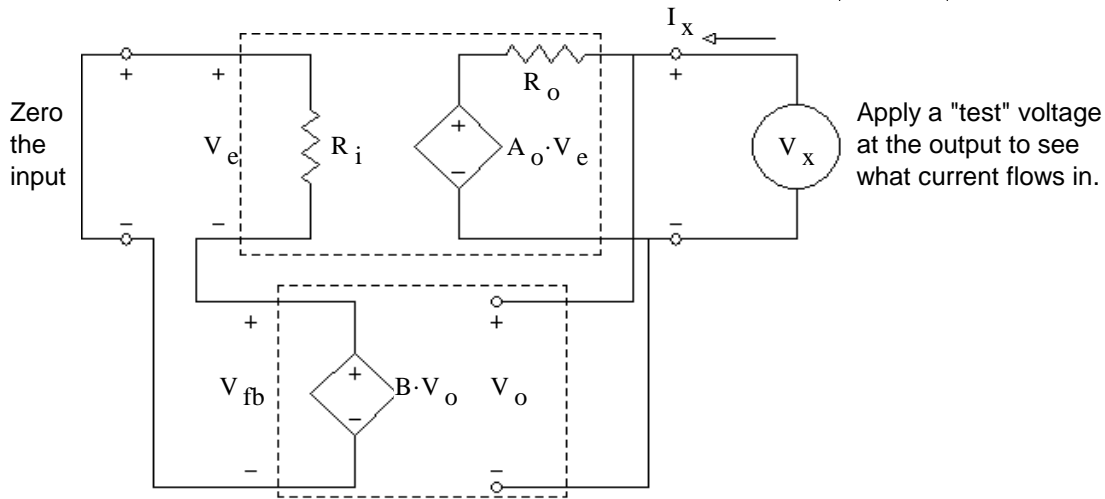 I x
+
+
+
R o
Zero
the
input
V e
R i
+
−
A o · V e
V x
Apply a "test" voltage
at the output to see
what current flows in.
−
−
−
+
+
V fb
+
−
B · V o
V o
−
−